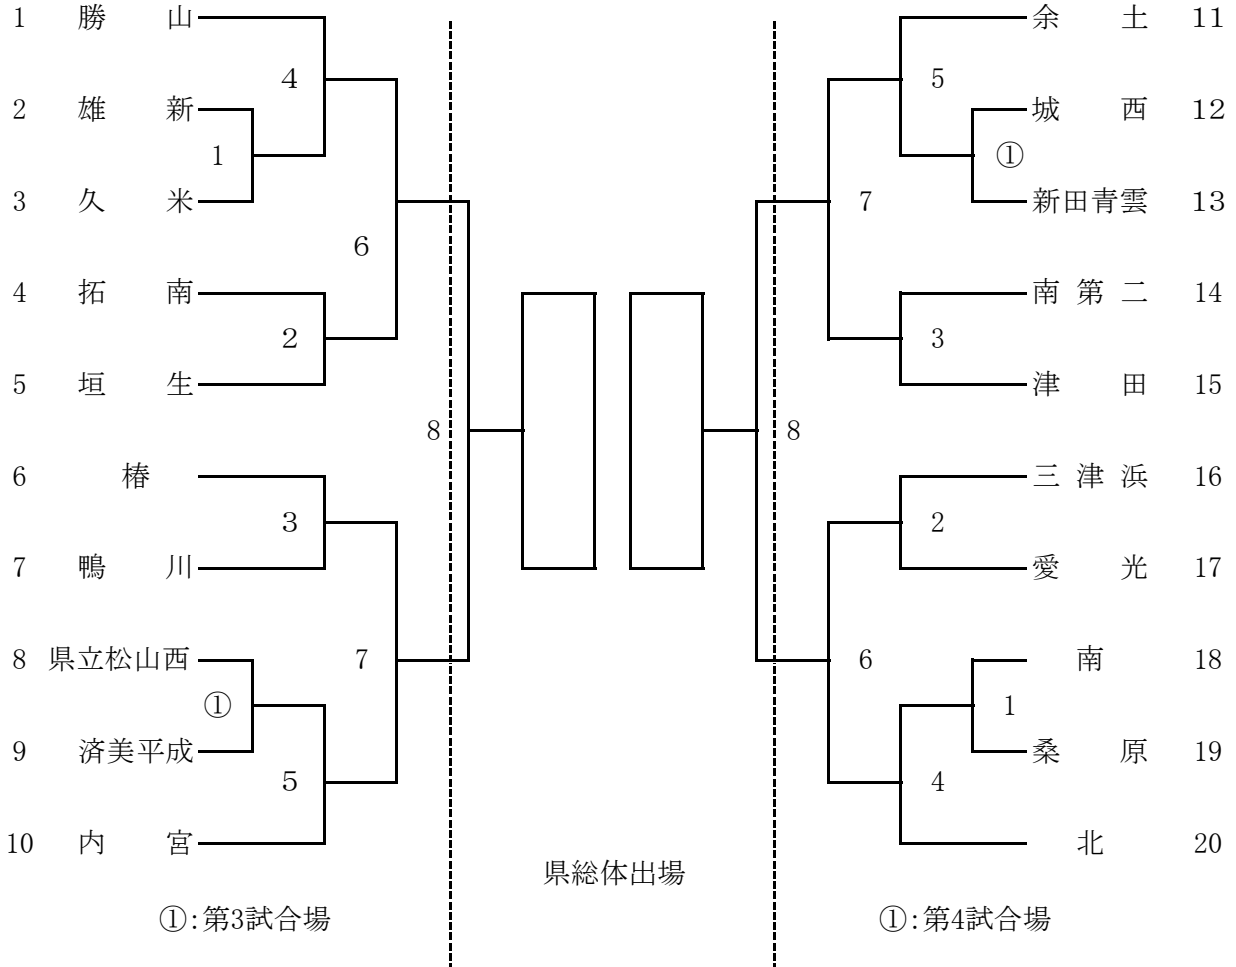 1 勝山 余土 11
4 5
2 雄新 城西 12
1 ①
3 久米 新田青雲 13
7
6
4 拓南 南第二 14
2 3
5 垣生 津田 15
8 8
6 椿 三津浜 16
3 2
7 鴨川 愛光 17
8 県立松山西 7 6 南 18
① 1
9 済美平成 桑原 19
5 4
10 内宮 北 20
県総体出場
①:第3試合場 ①:第4試合場